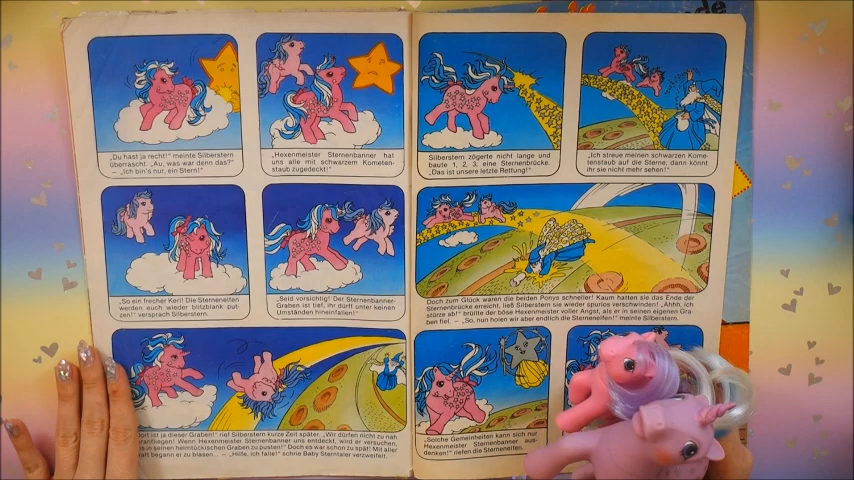 „Du hast ja recht!" meinte Silberstern
überrascht. „Au, was war denn das?"
– „Ich bin's nur, ein Stern!"
„Hexenmeister Sternenbanner hat
uns alle mit schwarzem Kometen-
staub zugedeckt!"
„So ein frecher Kerl! Die Sternenelfen
werden euch wieder blitzblank put-
zen!" versprach Silberstern.
„Seid vorsichtig! Der Sternenbanner-
Graben ist tief, ihr dürft unter keinen
Umständen hineinfallen!"
ist ja dieser Graben!" rief Silberstern kurze Zeit später. „Wir dürfen nicht zu nah
Wenn Hexenmeister Sternenbanner uns entdeckt, wird er versuchen,
in seinen heimtückischen Graben zu pusten!" Doch es war schon zu spät! Mit aller
begann er zu blasen... – „Hilfe, ich falle!" schrie Baby Sterntaler verzweifelt.
Silberstern zögerte nicht lange und
baute 1, 2, 3, eine Sternenbrücke.
„Das ist unsere letzte Rettung!"
„Ich streue meinen schwarzen Kome-
tenstaub auf die Sterne, dann könnt
ihr sie nicht mehr sehen!"
Doch zum Glück waren die beiden Ponys schneller! Kaum hatten sie das Ende der
Sternenbrücke erreicht, ließ Silberstern sie wieder spurlos verschwinden! „Ahhh, ich
stürze ab!" brüllte der böse Hexenmeister voller Angst, als er in seinen eigenen Gra-
ben fiel. – „So, nun holen wir aber endlich die Sternenelfen!" meinte Silberstern.
„Solche Gemeinheiten kann sich nur
Hexenmeister Sternenbanner aus-
denken!" riefen die Sternenelfen.